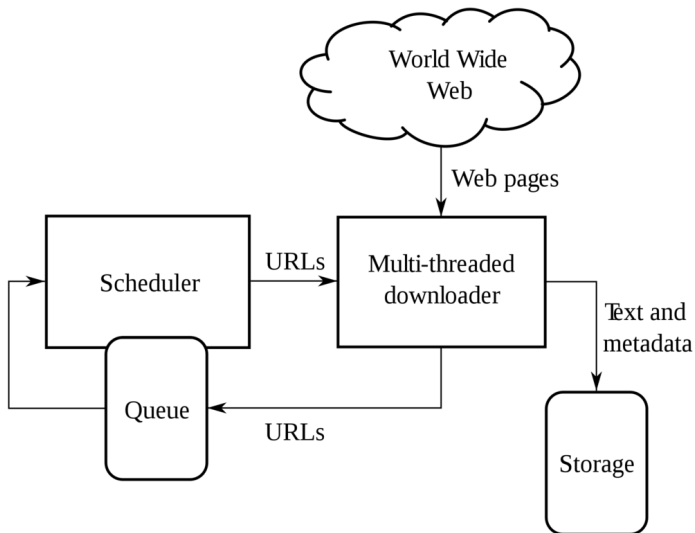 World Wide
Web
Web pages
Scheduler
URLs
Multi-threaded
downloader
Text and
metadata
Queue
URLs
Storage